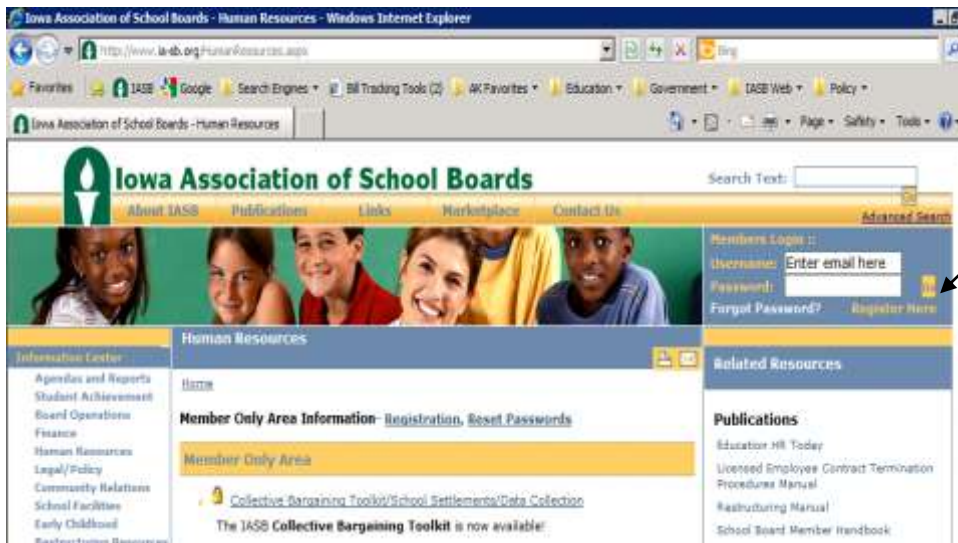 Iowa Association of School Boards - Human Resources - Windows Internet Explorer
http://www.ia-sb.org/HumanResources.aspx
Bing
Favorites IASB Google Search Engines Bill Tracking Tools (2) AK Favorites Education Government IASB Web Policy
Iowa Association of School Boards - Human Resources
Page Safety Tools
Iowa Association of School Boards
Search Text:
Go
About IASB Publications Links Marketplace Contact Us
Advanced Search
Members Login ::
Username: Enter email here
Password:
Forgot Password? Register Here
Human Resources
Information Center
Agendas and Reports
Student Achievement
Board Operations
Finance
Human Resources
Legal/Policy
Community Relations
School Facilities
Early Childhood
Restructuring Resources
Home
Member Only Area Information- Registration, Reset Passwords
Member Only Area
Collective Bargaining Toolkit/School Settlements/Data Collection
The IASB Collective Bargaining Toolkit is now available!
Related Resources
Publications
Education HR Today
Licensed Employee Contract Termination
Procedures Manual
Restructuring Manual
School Board Member Handbook